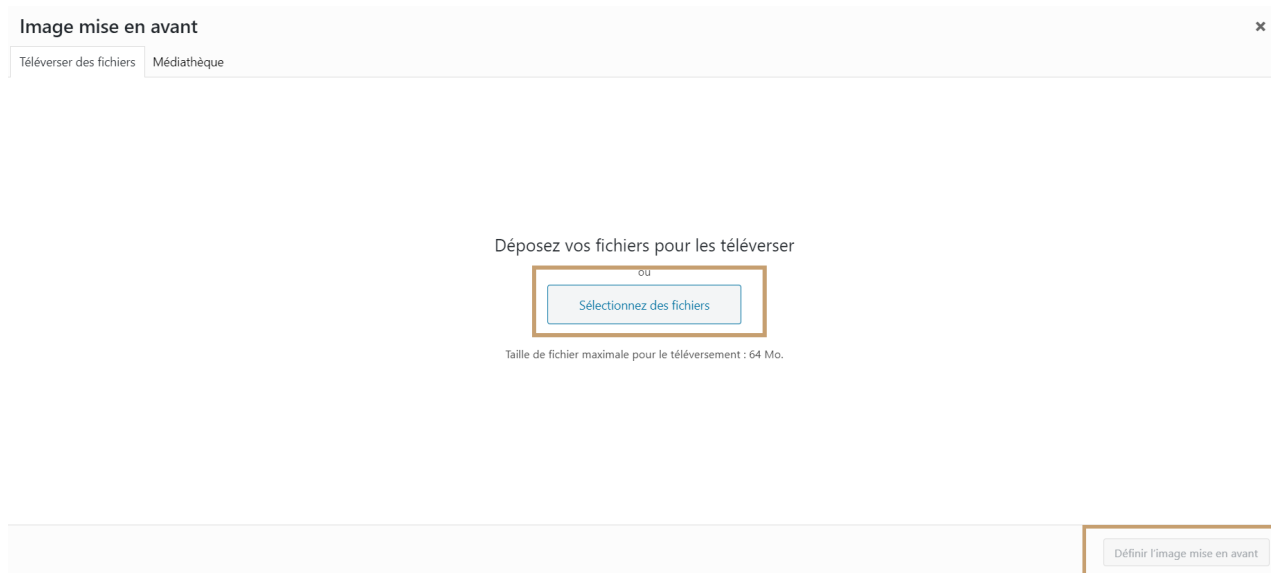 Image mise en avant
Téléverser des fichiers Médiathèque
Déposez vos fichiers pour les téléverser
ou
Sélectionnez des fichiers
Taille de fichier maximale pour le téléversement : 64 Mo.
Définir l'image mise en avant